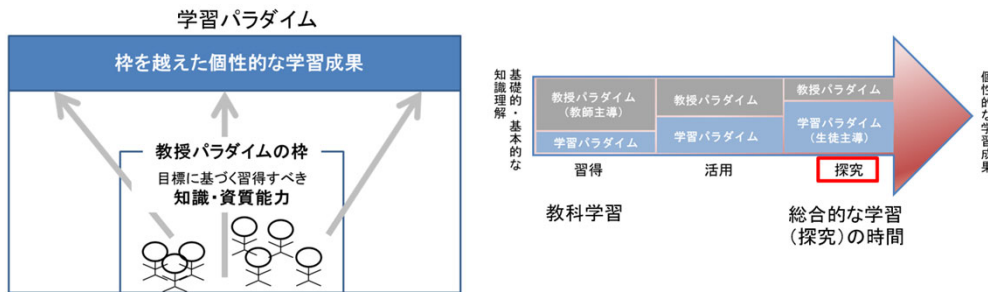 学習パラダイム
枠を越えた個性的な学習成果
教授パラダイムの枠
目標に基づく習得すべき
知識・資質能力
基礎的・基本的な
知識理解
教授パラダイム
(教師主導)
学習パラダイム
教授パラダイム
学習パラダイム
教授パラダイム
学習パラダイム
(生徒主導)
個性的な学習成果
習得
活用
探究
教科学習
総合的な学習
(探究)の時間